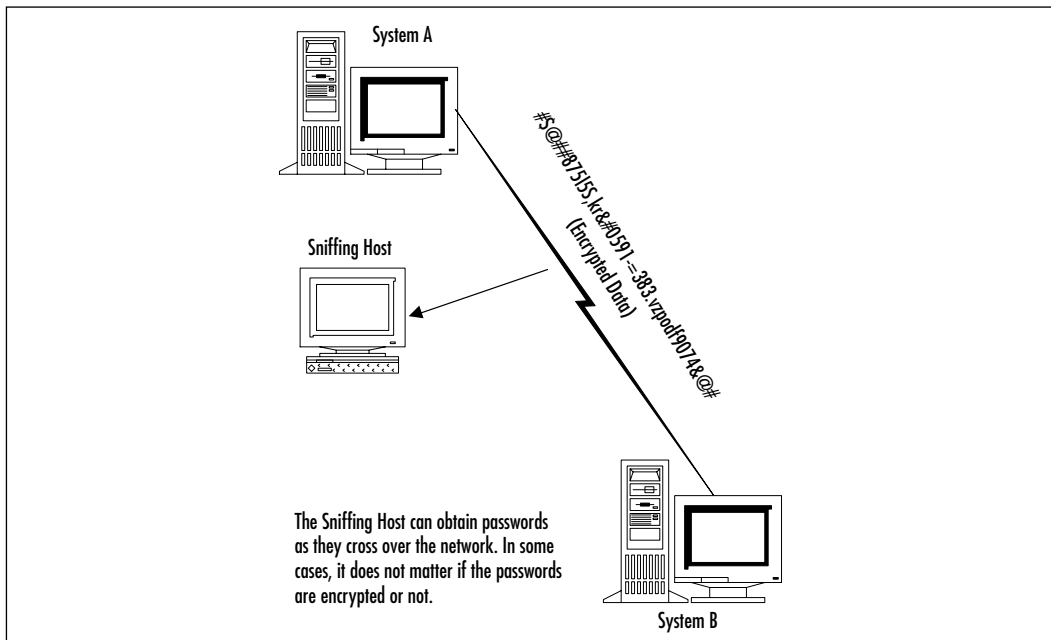 System A
#S@##875l5S,kr&#0591-=383.vzpodf9074&@#
(Encrypted Data)
Sniffing Host
The Sniffing Host can obtain passwords
as they cross over the network. In some
cases, it does not matter if the passwords
are encrypted or not.
System B